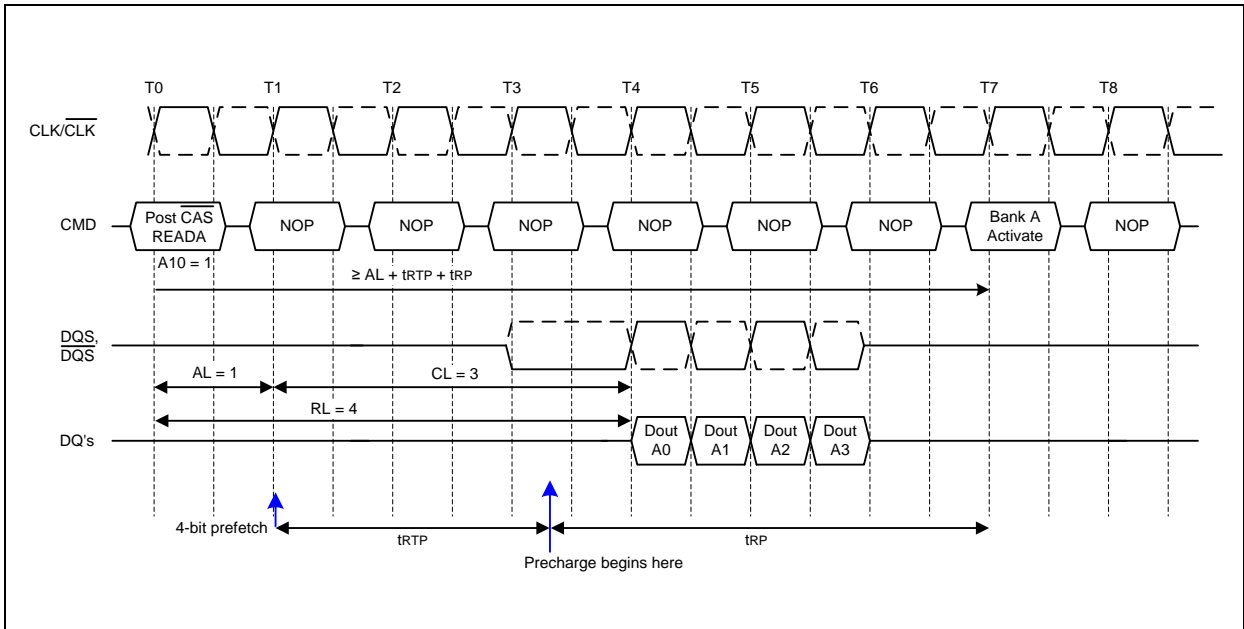 T0 T1 T2 T3 T4 T5 T6 T7 T8
CLK/CLK
CMD
Post CAS
READA
NOP
NOP
NOP
NOP
NOP
NOP
Bank A
Activate
NOP
A10 = 1
≥ AL + tRTP + tRP
DQS,
DQS
AL = 1
CL = 3
RL = 4
DQ's
Dout
A0
Dout
A1
Dout
A2
Dout
A3
4-bit prefetch
tRTP
tRP
Precharge begins here